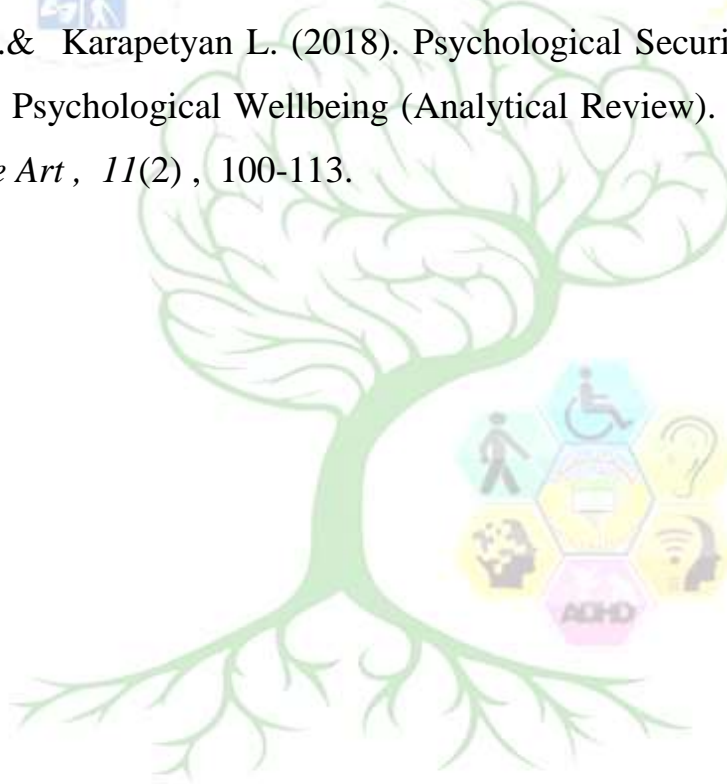 .& Karapetyan L. (2018). Psychological Securi
Psychological Wellbeing (Analytical Review).
e Art , 11(2) , 100-113.
ADHD